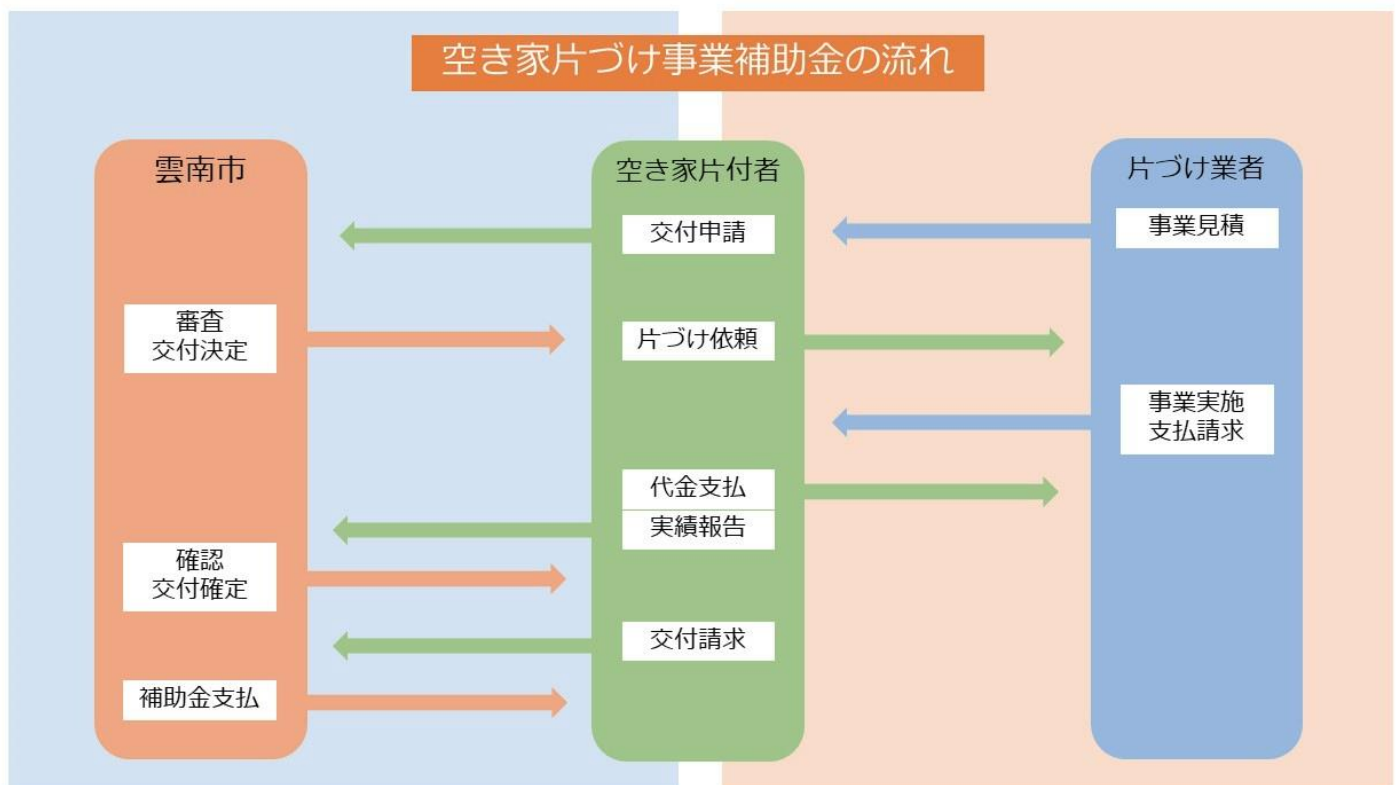 空き家片づけ事業補助金の流れ
雲南市
空き家片付者
片づけ業者
交付申請
事業見積
審査
交付決定
片づけ依頼
事業実施
支払請求
代金支払
実績報告
確認
交付確定
交付請求
補助金支払